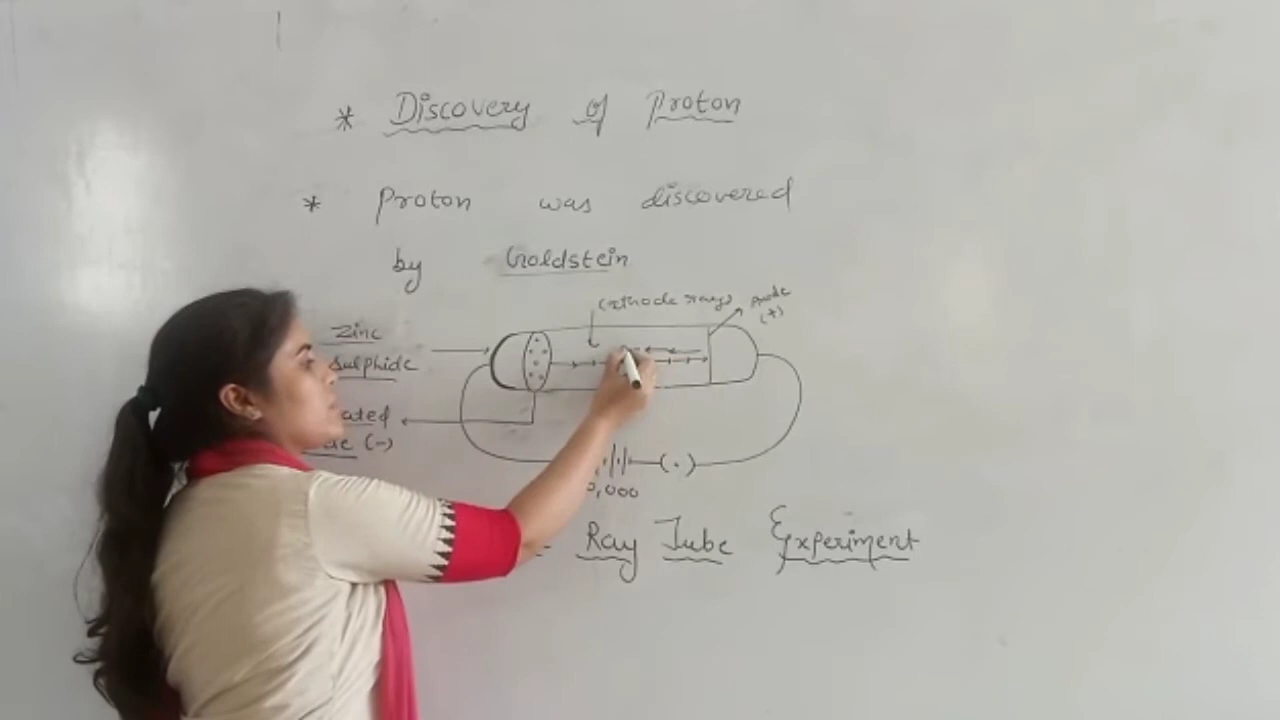 * Discovery of Proton
* Proton was discovered
by Goldstein
Cathode rays
Anode
(+)
Zinc
Sulphide
(-)
Ray Tube Experiment